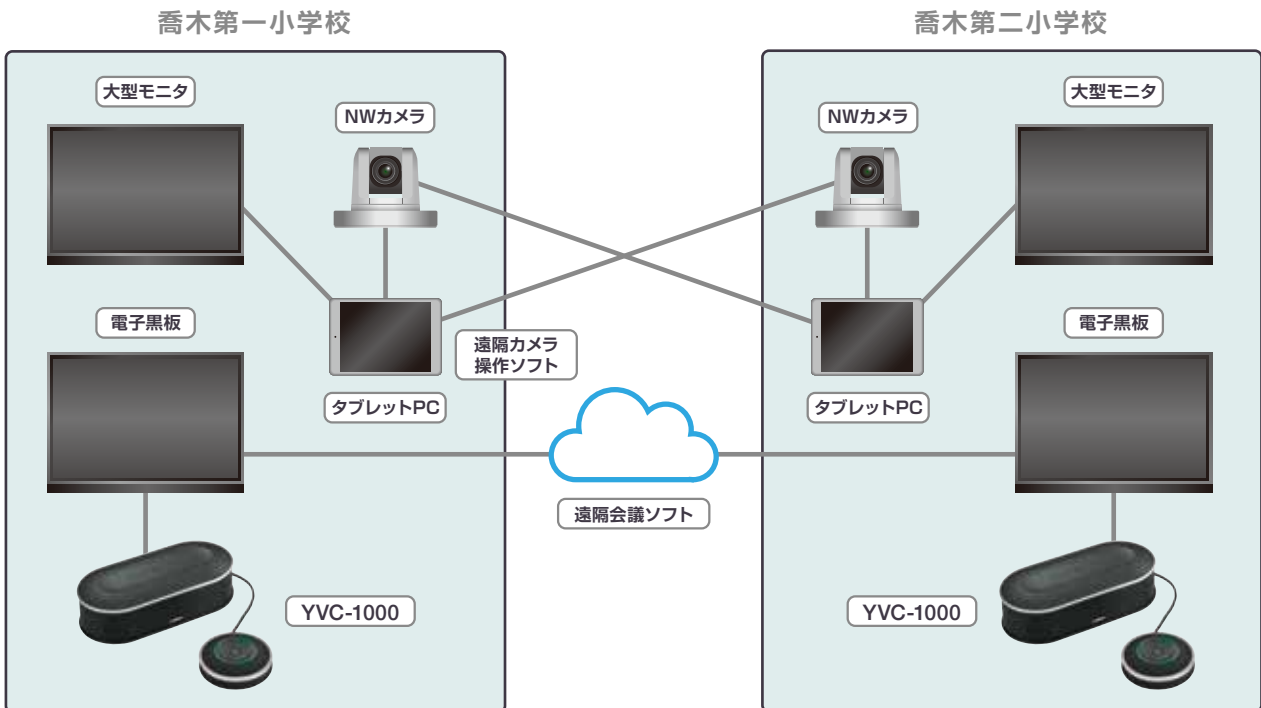 喬木第一小学校
大型モニタ
NWカメラ
電子黒板
遠隔カメラ
操作ソフト
タブレットPC
YVC-1000
遠隔会議ソフト
喬木第二小学校
NWカメラ
大型モニタ
タブレットPC
電子黒板
YVC-1000